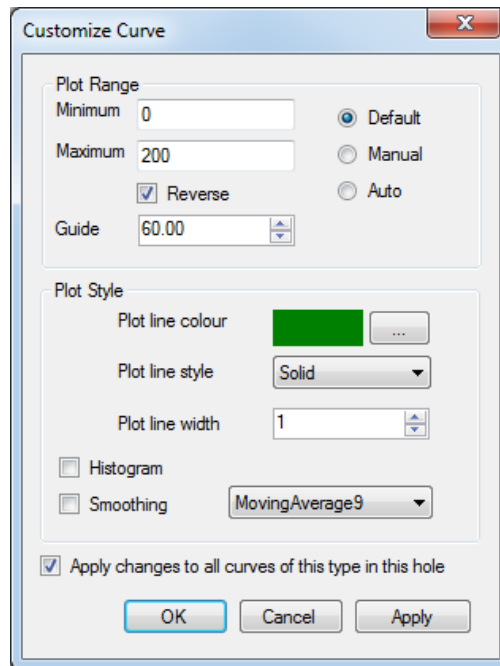 Customize Curve
Plot Range
Minimum 0
Default
Maximum 200
Manual
Reverse
Auto
Guide 60.00
Plot Style
Plot line colour ...
Plot line style Solid
Plot line width 1
Histogram
Smoothing MovingAverage9
Apply changes to all curves of this type in this hole
OK Cancel Apply